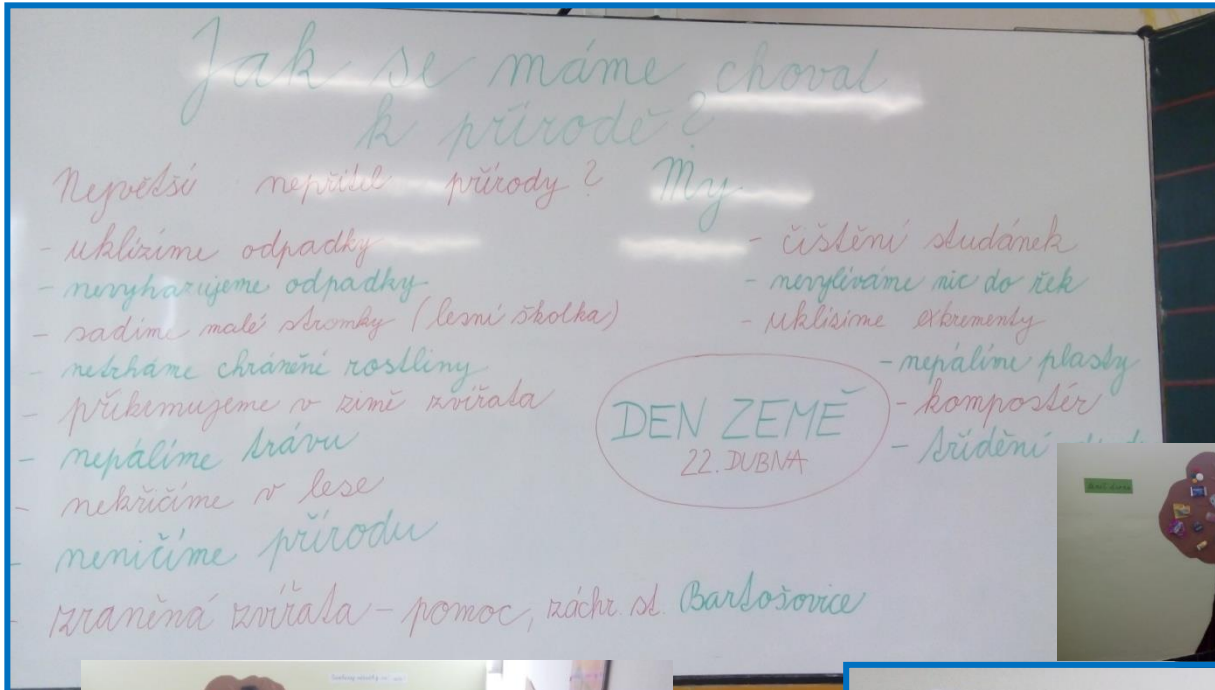 Jak se máme chovat
k přírodě?
Největší nepřítel přírody? My
- uklízíme odpadky
- nevyhazujeme odpadky
- sadíme malé stromky (lesní školka)
- netrháme chráněné rostliny
- přikrmujeme v zimě zvířata
- nepálíme trávu
- nekřičíme v lese
- neničíme přírodu
- zraněná zvířata - pomoc, záchr. st. Bartošovice
- čištění studánek
- nevyléváme nic do řek
- uklízíme exkrementy
- nepálíme plasty
- kompostér
- třídění
DEN ZEMĚ
22. DUBNA